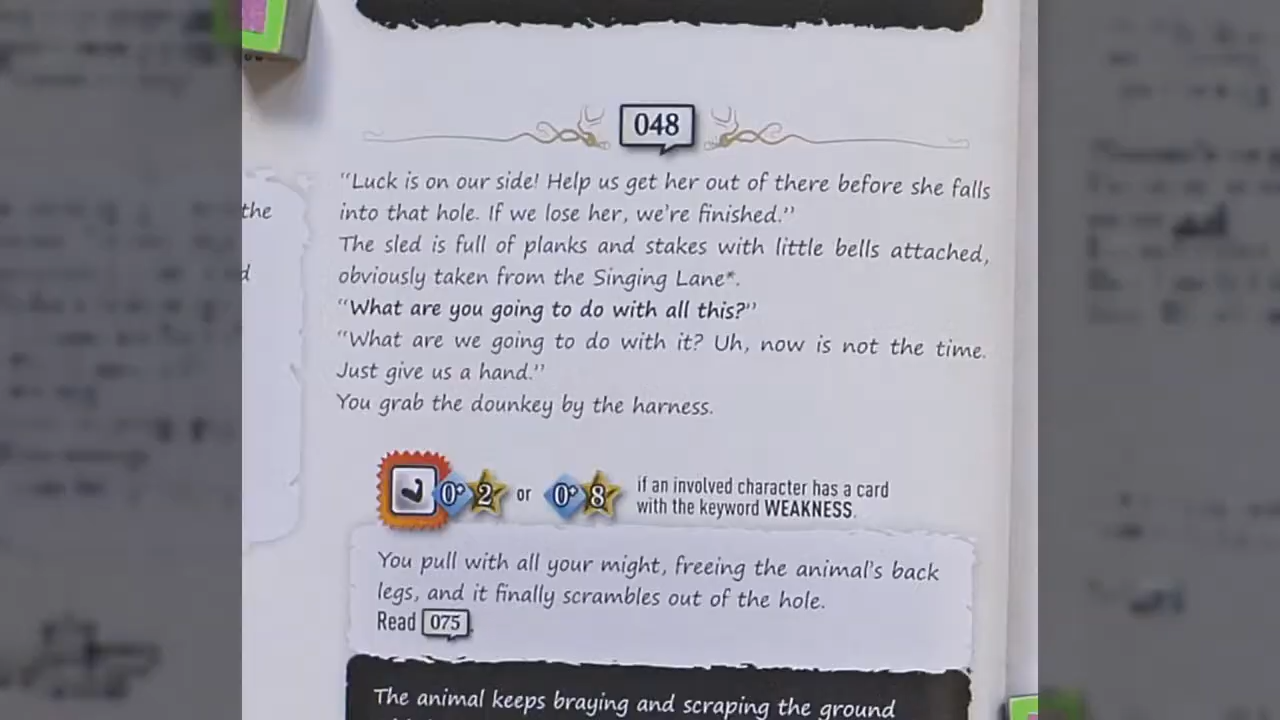 048
“Luck is on our side! Help us get her out of there before she falls
into that hole. If we lose her, we’re finished.”
the
The sled is full of planks and stakes with little bells attached,
obviously taken from the Singing Lane*.
d
“What are you going to do with all this?”
“What are we going to do with it? Uh, now is not the time.
Just give us a hand.”
You grab the dounkey by the harness.
0+ 2 or 0+ 8 if an involved character has a card
with the keyword WEAKNESS.
You pull with all your might, freeing the animal’s back
legs, and it finally scrambles out of the hole.
Read 075.
The animal keeps braying and scraping the ground